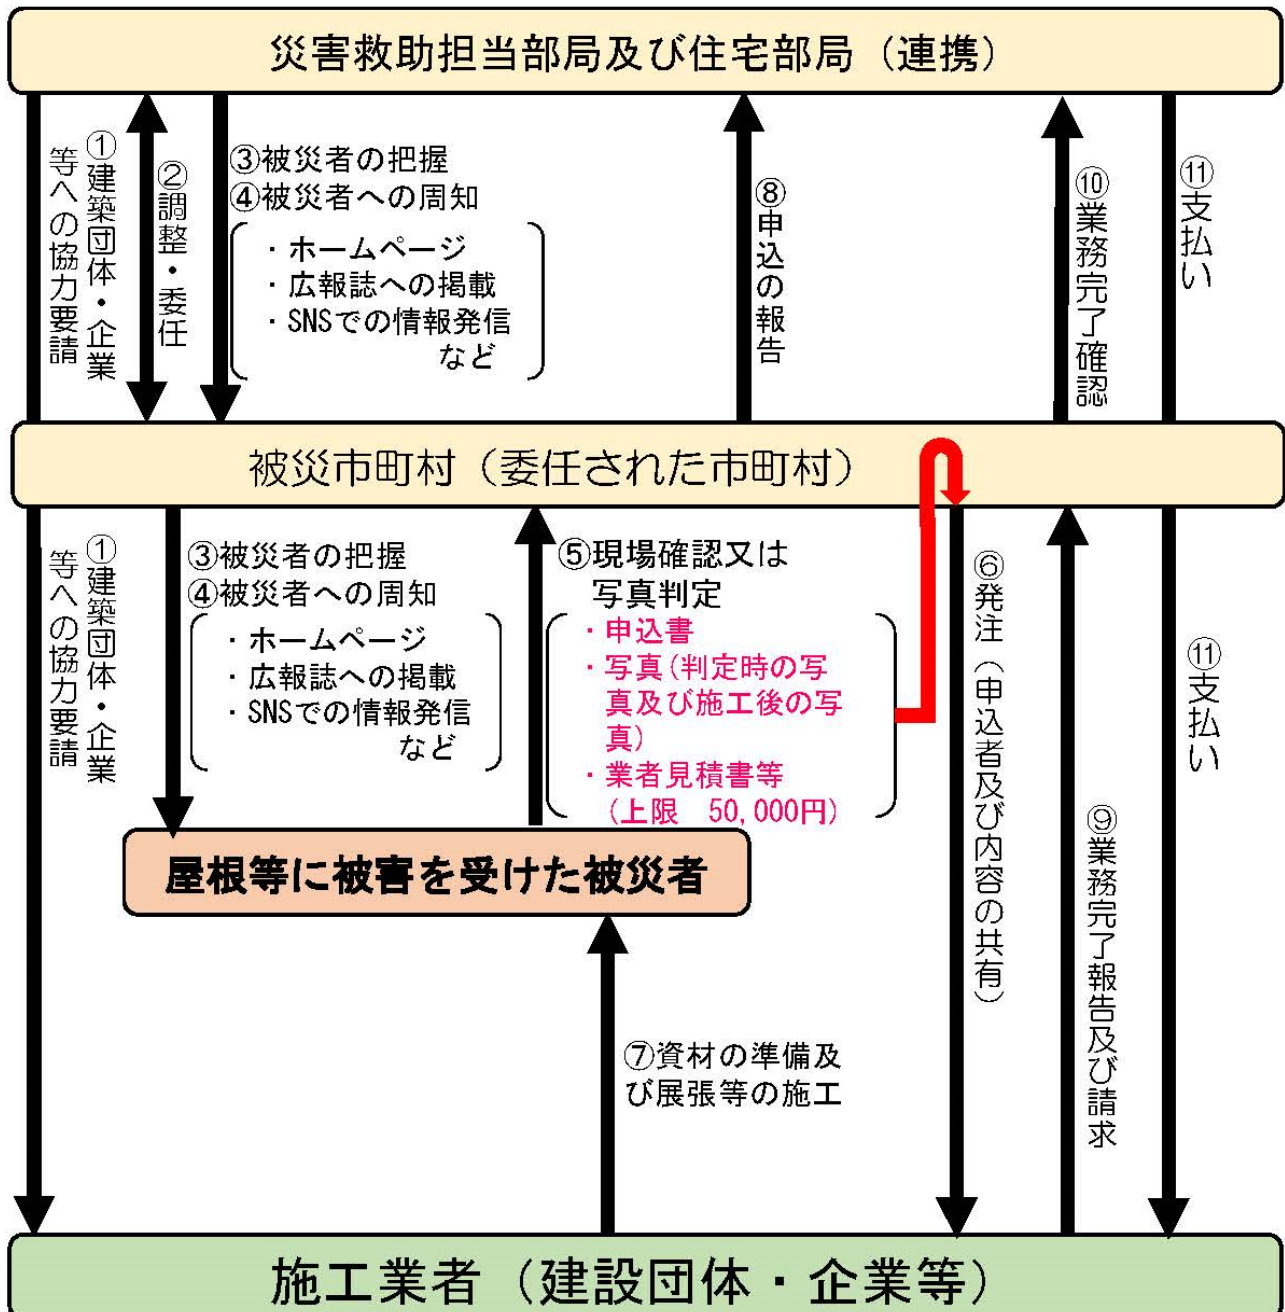 災害救助担当部局及び住宅部局（連携）
①建築団体・企業
等への協力要請
②調整・委任
③被災者の把握
④被災者への周知
・ホームページ
・広報誌への掲載
・SNSでの情報発信
など
⑧申込の報告
⑩業務完了確認
⑪支払い
被災市町村（委任された市町村）
①建築団体・企業
等への協力要請
③被災者の把握
④被災者への周知
・ホームページ
・広報誌への掲載
・SNSでの情報発信
など
⑤現場確認又は
写真判定
・申込書
・写真(判定時の写
真及び施工後の写
真)
・業者見積書等
(上限　50,000円)
⑥発注（申込者及び内容の共有）
⑨業務完了報告及び請求
⑪支払い
屋根等に被害を受けた被災者
⑦資材の準備及
び展張等の施工
施工業者（建設団体・企業等）